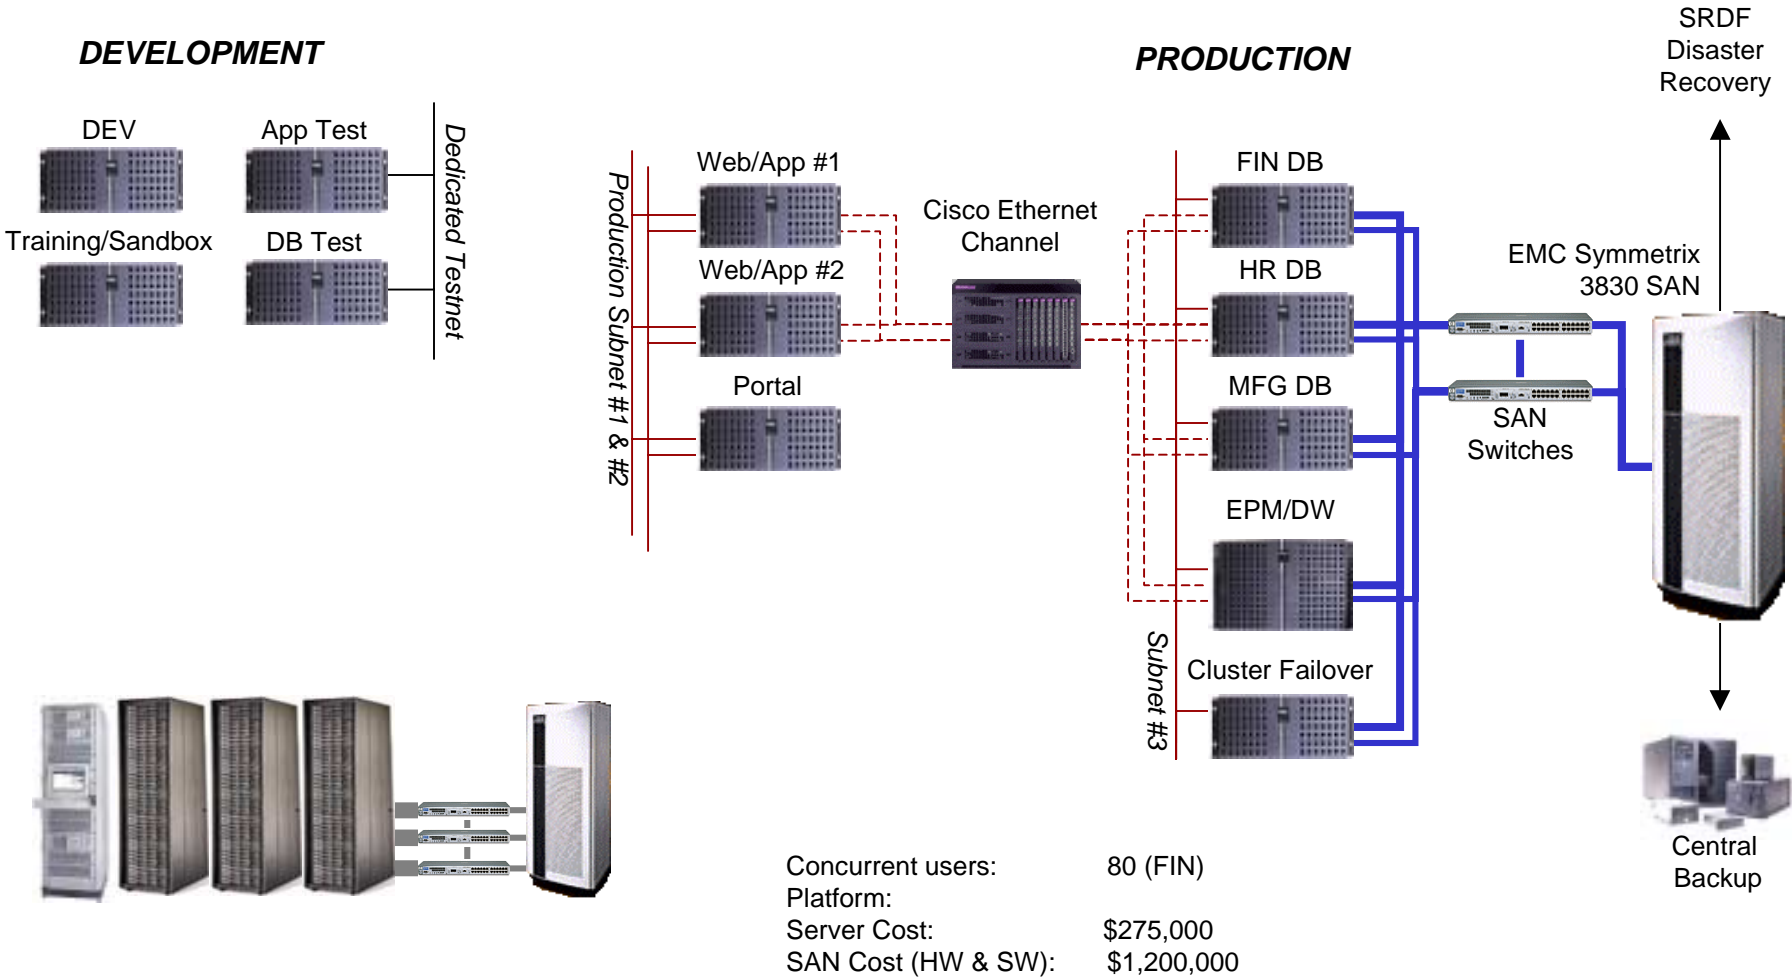 DEVELOPMENT
DEV
App Test
Training/Sandbox
DB Test
Dedicated Testnet
PRODUCTION
Production Subnet #1 & #2
Web/App #1
Web/App #2
Portal
Cisco Ethernet
Channel
FIN DB
HR DB
MFG DB
EPM/DW
Cluster Failover
Subnet #3
SAN
Switches
EMC Symmetrix
3830 SAN
SRDF
Disaster
Recovery
Central
Backup
Concurrent users: 80 (FIN)
Platform:
Server Cost: $275,000
SAN Cost (HW & SW): $1,200,000